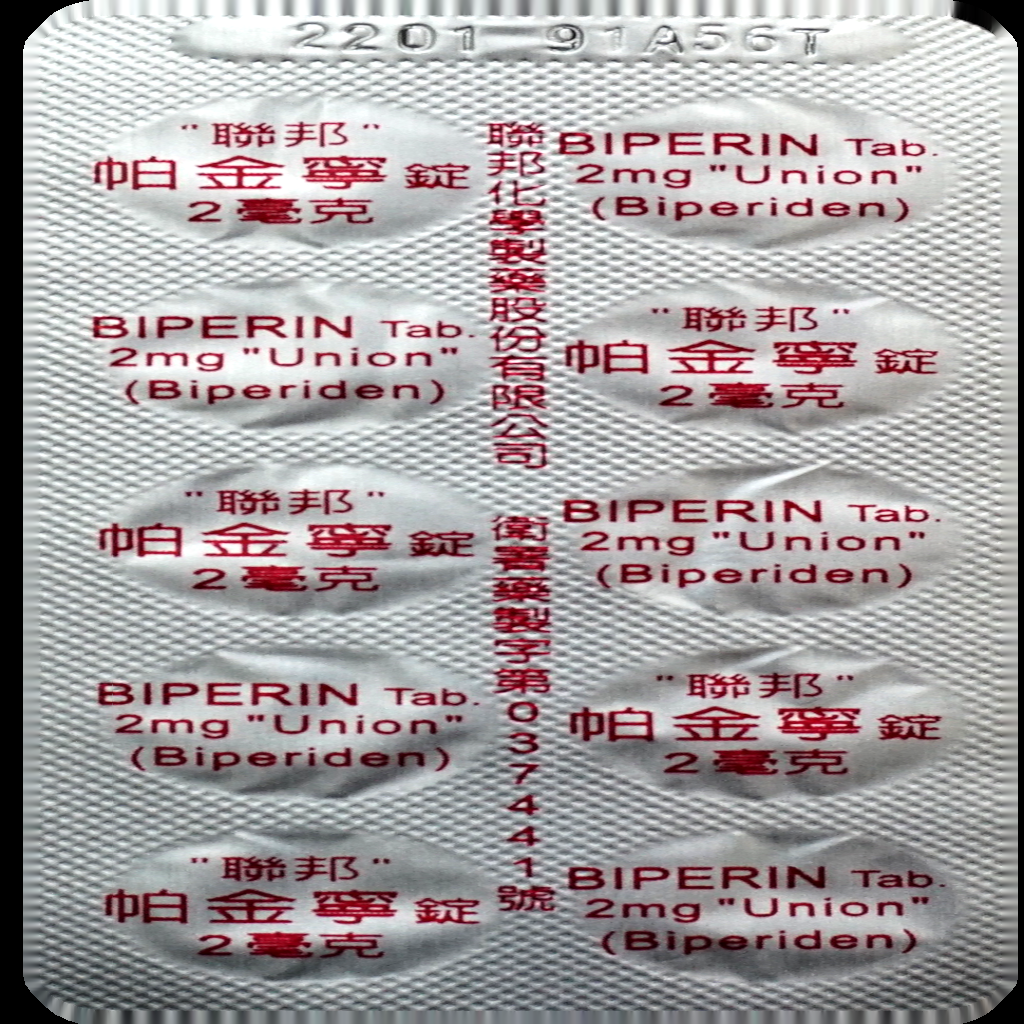 2201 91A56T
"聯邦"
帕金寧錠
2毫克
BIPERIN Tab.
2mg "Union"
(Biperiden)
BIPERIN Tab.
2mg "Union"
(Biperiden)
"聯邦"
帕金寧錠
2毫克
"聯邦"
帕金寧錠
2毫克
BIPERIN Tab.
2mg "Union"
(Biperiden)
BIPERIN Tab.
2mg "Union"
(Biperiden)
"聯邦"
帕金寧錠
2毫克
"聯邦"
帕金寧錠
2毫克
BIPERIN Tab.
2mg "Union"
(Biperiden)
聯邦化學製藥股份有限公司 衛署藥製字第037441號